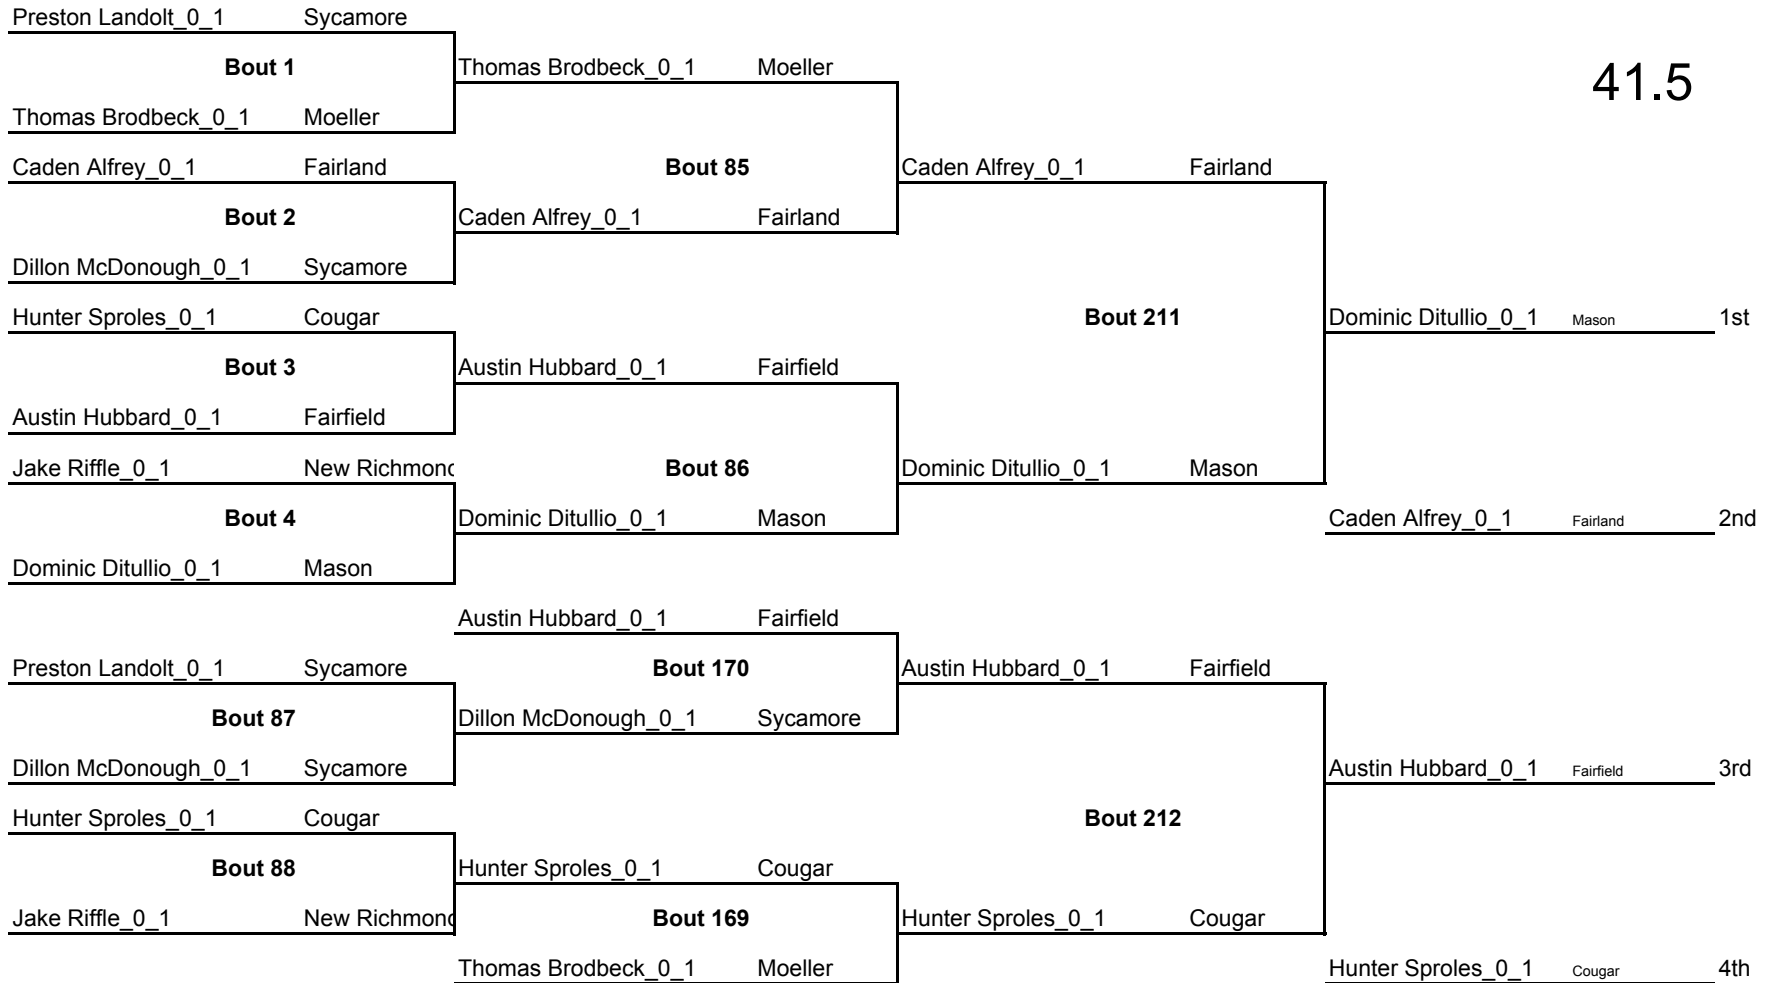 Preston Landolt_0_1 Sycamore
Bout 1 Thomas Brodbeck_0_1 Moeller
41.5
Thomas Brodbeck_0_1 Moeller
Caden Alfrey_0_1 Fairland Bout 85 Caden Alfrey_0_1 Fairland
Bout 2 Caden Alfrey_0_1 Fairland
Dillon McDonough_0_1 Sycamore
Hunter Sproles_0_1 Cougar Bout 211 Dominic Ditullio_0_1 Mason 1st
Bout 3 Austin Hubbard_0_1 Fairfield
Austin Hubbard_0_1 Fairfield
Jake Riffle_0_1 New Richmond Bout 86 Dominic Ditullio_0_1 Mason
Bout 4 Dominic Ditullio_0_1 Mason Caden Alfrey_0_1 Fairland 2nd
Dominic Ditullio_0_1 Mason
Austin Hubbard_0_1 Fairfield
Preston Landolt_0_1 Sycamore Bout 170 Austin Hubbard_0_1 Fairfield
Bout 87 Dillon McDonough_0_1 Sycamore
Dillon McDonough_0_1 Sycamore Austin Hubbard_0_1 Fairfield 3rd
Hunter Sproles_0_1 Cougar Bout 212
Bout 88 Hunter Sproles_0_1 Cougar
Jake Riffle_0_1 New Richmond Bout 169 Hunter Sproles_0_1 Cougar
Thomas Brodbeck_0_1 Moeller Hunter Sproles_0_1 Cougar 4th